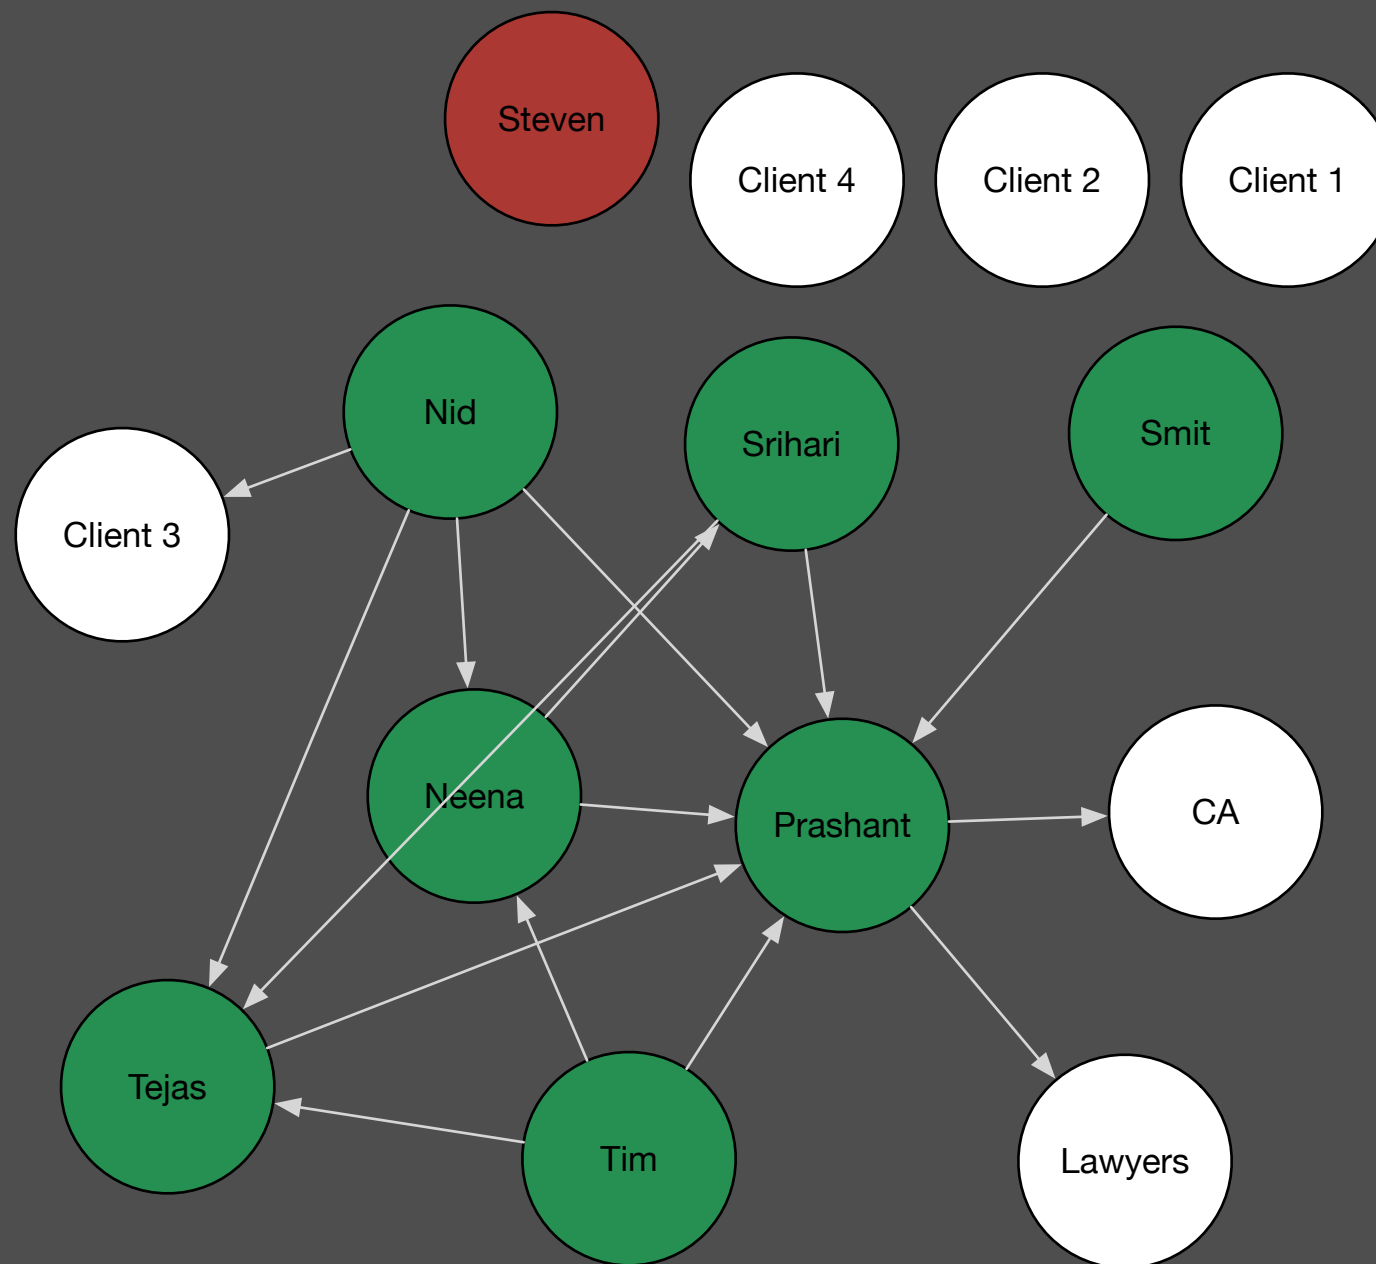 Steven
Client 4
Client 2
Client 1
Nid
Srihari
Smit
Client 3
Neena
Prashant
CA
Tejas
Tim
Lawyers